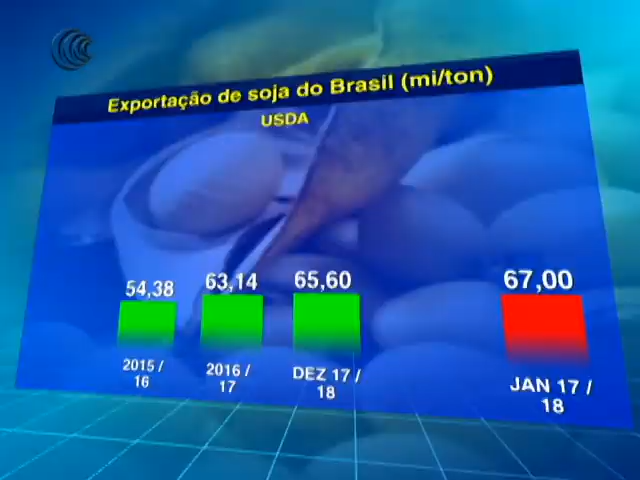 Exportação de soja do Brasil (mi/ton)
USDA
54,38
63,14
65,60
67,00
2015 /
16
2016 /
17
DEZ 17 /
18
JAN 17 /
18